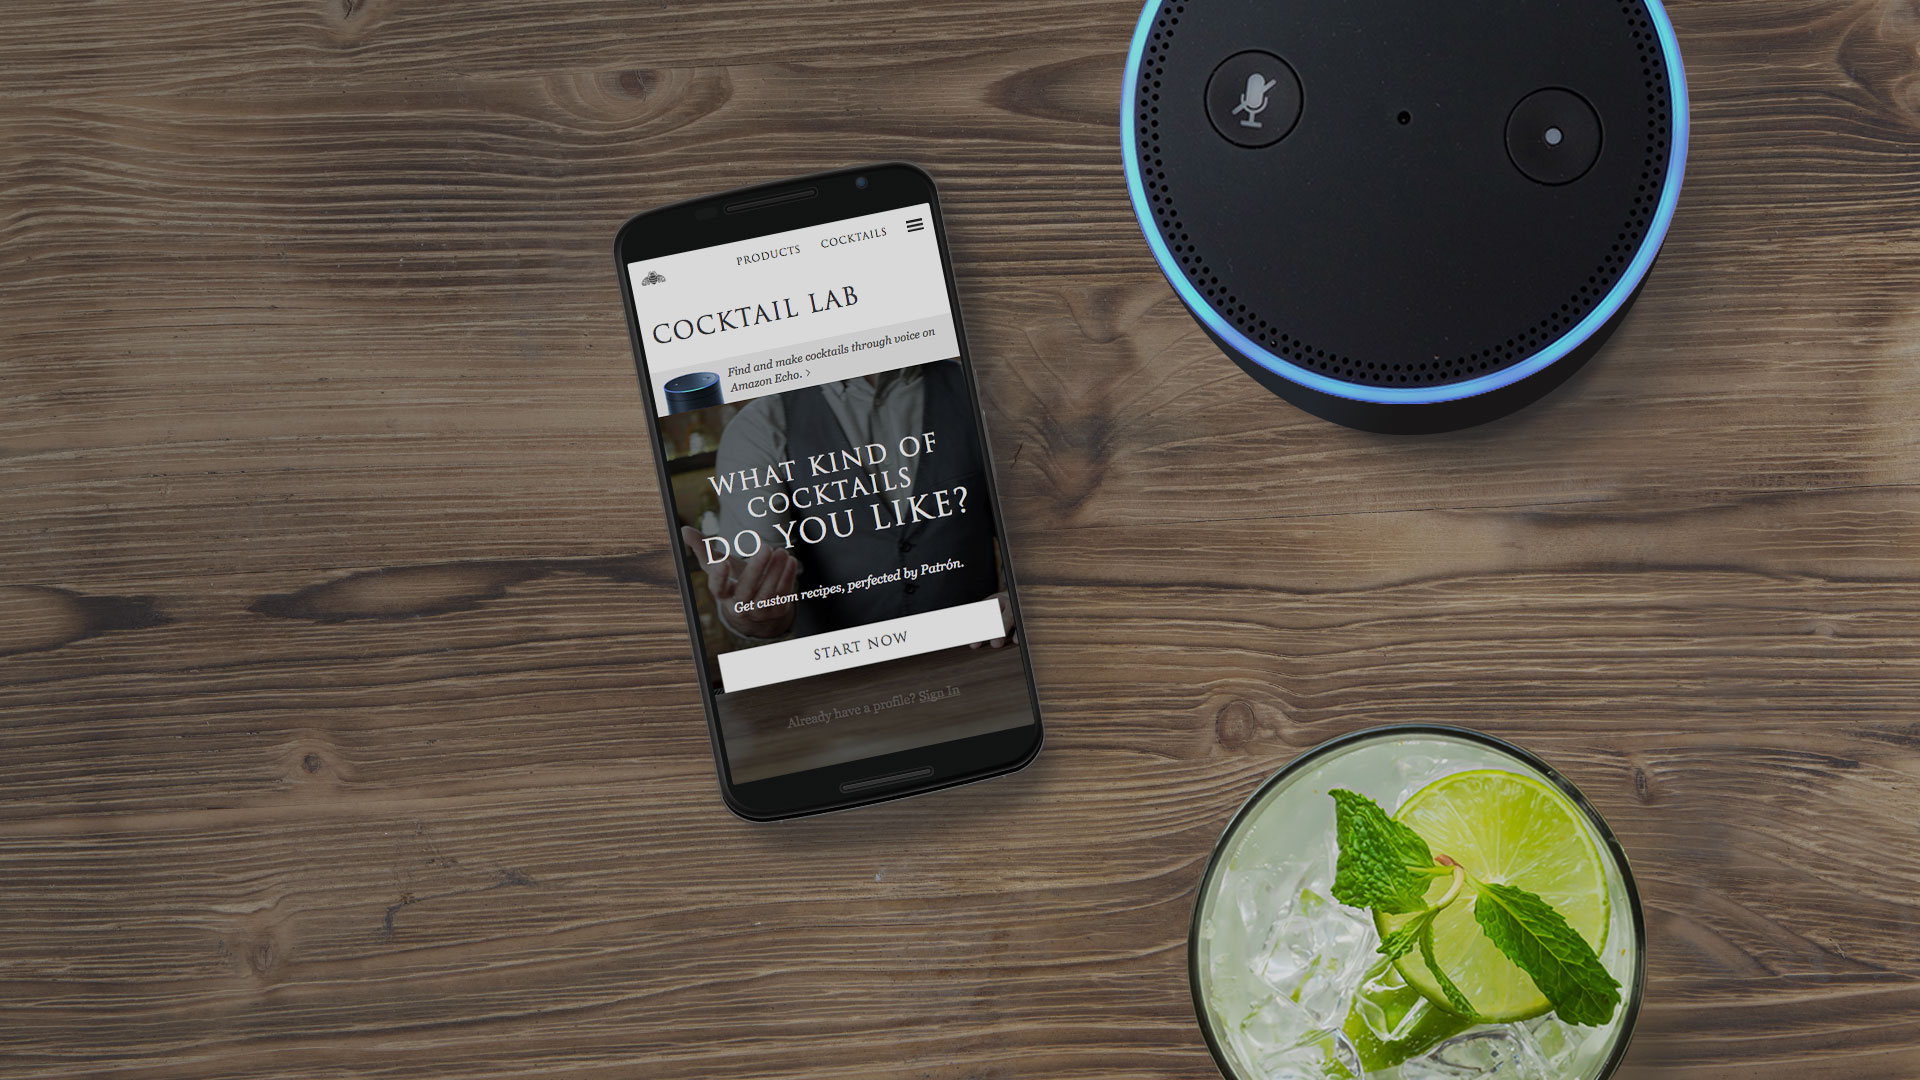 PRODUCTS COCKTAILS
COCKTAIL LAB
Find and make cocktails through voice on
Amazon Echo. >
WHAT KIND OF
COCKTAILS
DO YOU LIKE?
Get custom recipes, perfected by Patrón.
START NOW
Already have a profile? Sign In